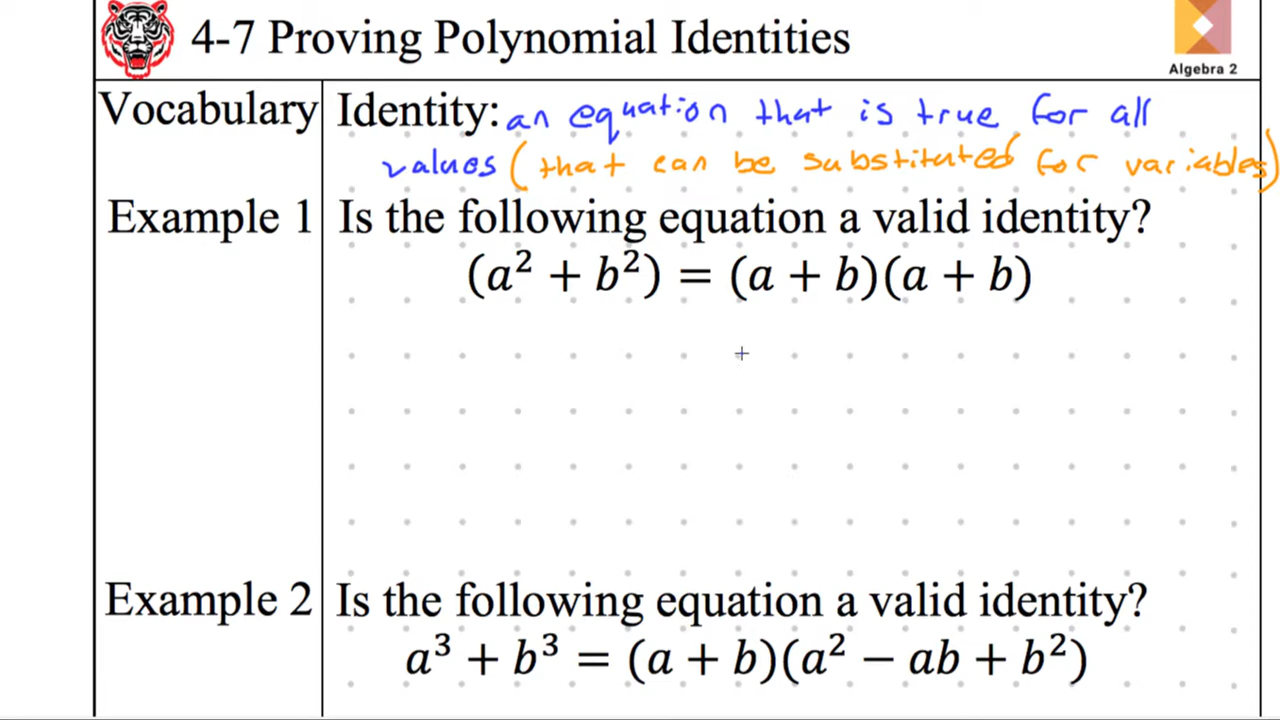 4-7 Proving Polynomial Identities
Algebra 2
Vocabulary
Identity: an equation that is true for all
values (that can be substituted for variables)
Example 1
Is the following equation a valid identity?
(a² + b²) = (a + b)(a + b)
Example 2
Is the following equation a valid identity?
a³ + b³ = (a + b)(a² − ab + b²)